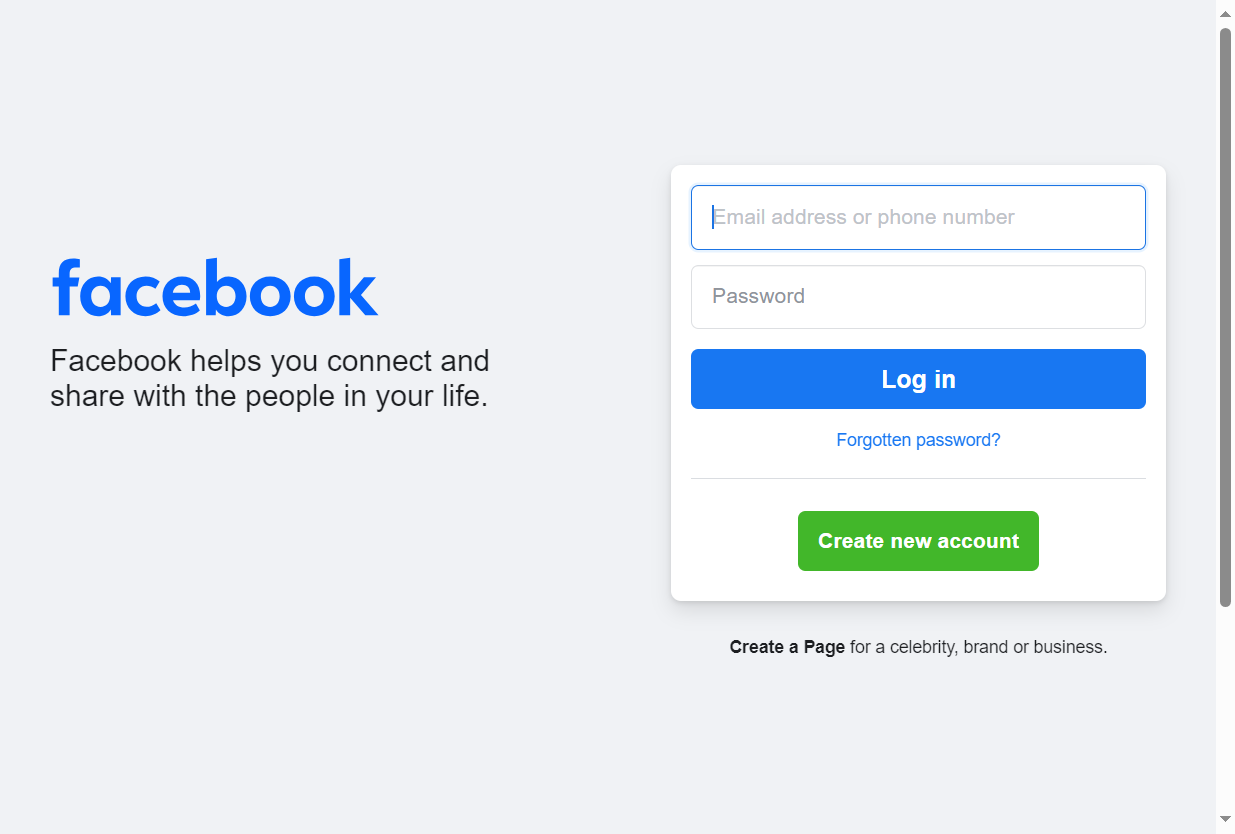 facebook
Facebook helps you connect and
share with the people in your life.
Email address or phone number
Password
Log in
Forgotten password?
Create new account
Create a Page for a celebrity, brand or business.